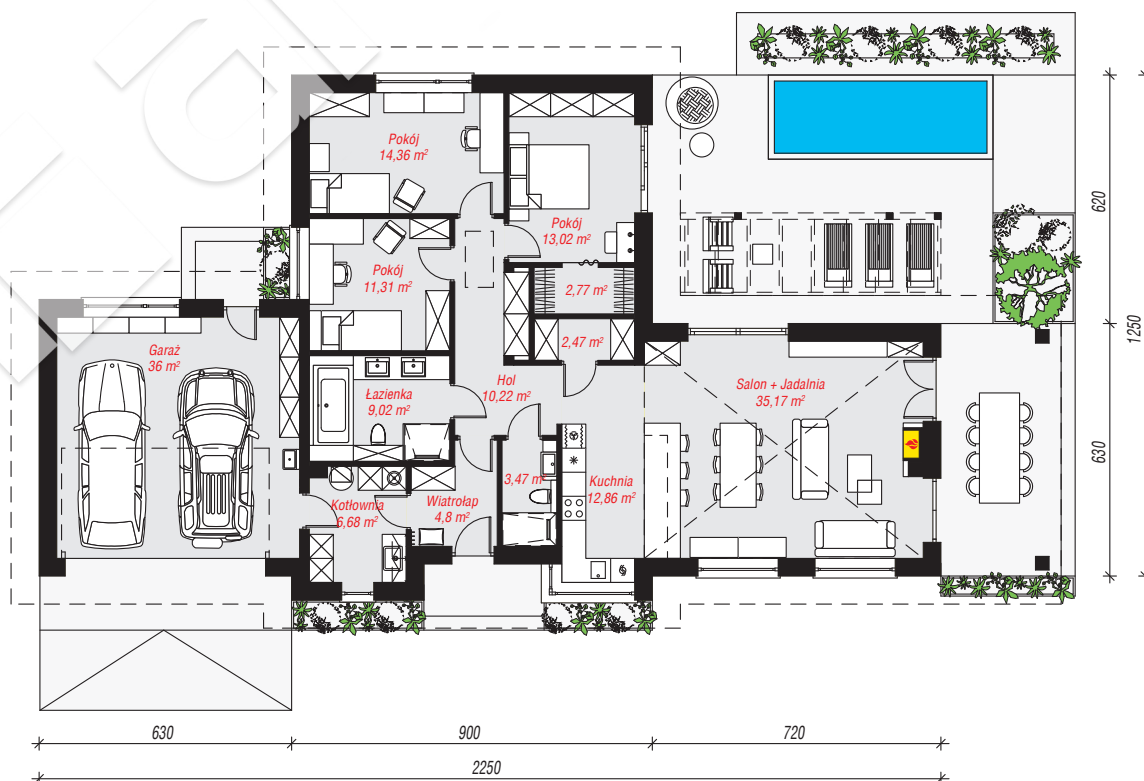 Pokój
14,36 m²
Pokój
13,02 m²
Pokój
11,31 m²
2,77 m²
2,47 m²
Garaż
36 m²
Łazienka
9,02 m²
Hol
10,22 m²
Salon + Jadalnia
35,17 m²
Kotłownia
6,68 m²
Wiatrołap
4,8 m²
3,47 m²
Kuchnia
12,86 m²
620
1250
630
630
900
720
2250